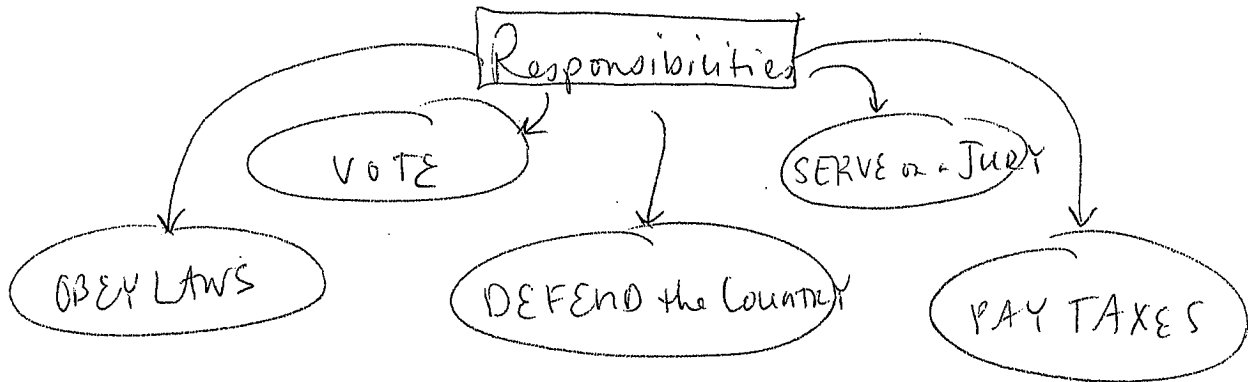 Responsibilities
VOTE
SERVE on a JURY
OBEY LAWS
DEFEND the COUNTRY
PAY TAXES